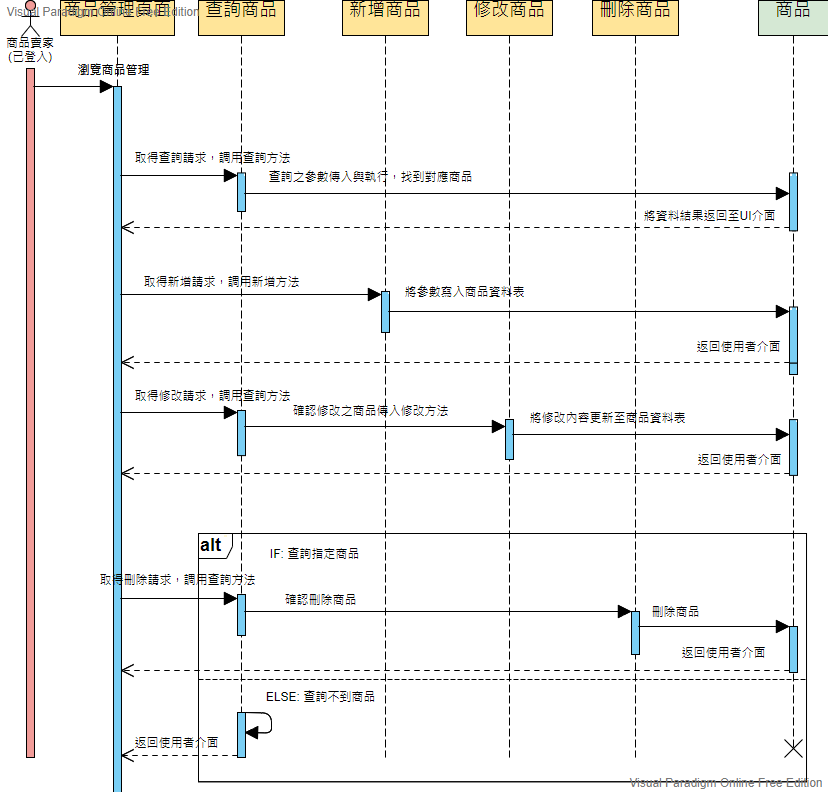 Visual Paradigm Online Free Edition
商品管理頁面
查詢商品
新增商品
修改商品
刪除商品
商品
商品賣家
(已登入)
瀏覽商品管理
取得查詢請求，調用查詢方法
查詢之參數傳入與執行，找到對應商品
將資料結果返回至UI介面
取得新增請求，調用新增方法
將參數寫入商品資料表
返回使用者介面
取得修改請求，調用查詢方法
確認修改之商品傳入修改方法
將修改內容更新至商品資料表
返回使用者介面
alt
IF: 查詢指定商品
取得刪除請求，調用查詢方法
確認刪除商品
刪除商品
返回使用者介面
ELSE: 查詢不到商品
返回使用者介面
Visual Paradigm Online Free Edition